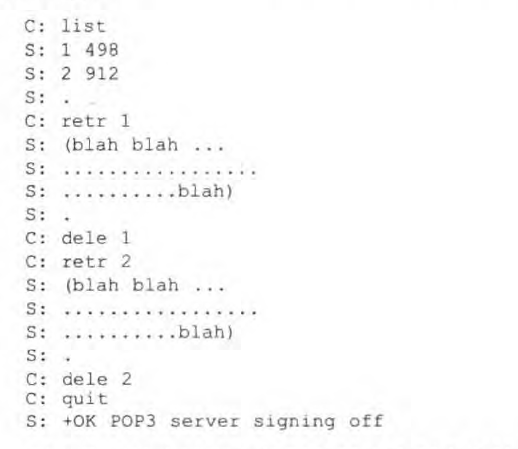 C: list
S: 1 498
S: 2 912
S: .
C: retr 1
S: (blah blah ...
S: .................
S: ..........blah)
S: .
C: dele 1
C: retr 2
S: (blah blah ...
S: .................
S: ..........blah)
S: .
C: dele 2
C: quit
S: +OK POP3 server signing off